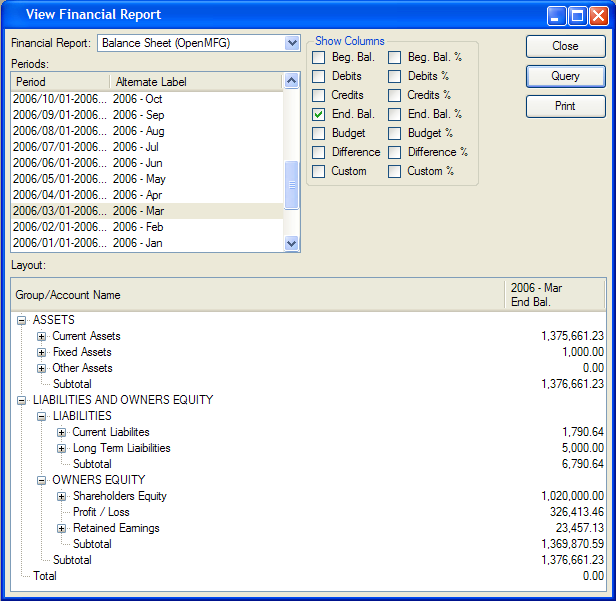 View Financial Report
Financial Report: Balance Sheet (OpenMFG)
Periods:
Period Alternate Label
2006/10/01-2006... 2006 - Oct
2006/09/01-2006... 2006 - Sep
2006/08/01-2006... 2006 - Aug
2006/07/01-2006... 2006 - Jul
2006/06/01-2006... 2006 - Jun
2006/05/01-2006... 2006 - May
2006/04/01-2006... 2006 - Apr
2006/03/01-2006... 2006 - Mar
2006/02/01-2006... 2006 - Feb
2006/01/01-2006... 2006 - Jan
Show Columns
Beg. Bal. Beg. Bal. %
Debits Debits %
Credits Credits %
End. Bal. End. Bal. %
Budget Budget %
Difference Difference %
Custom Custom %
Close
Query
Print
Layout:
Group/Account Name 2006 - Mar
End Bal.
ASSETS
Current Assets 1,375,661.23
Fixed Assets 1,000.00
Other Assets 0.00
Subtotal 1,376,661.23
LIABILITIES AND OWNERS EQUITY
LIABILITIES
Current Liabilites 1,790.64
Long Term Liaibilities 5,000.00
Subtotal 6,790.64
OWNERS EQUITY
Shareholders Equity 1,020,000.00
Profit / Loss 326,413.46
Retained Earnings 23,457.13
Subtotal 1,369,870.59
Subtotal 1,376,661.23
Total 0.00